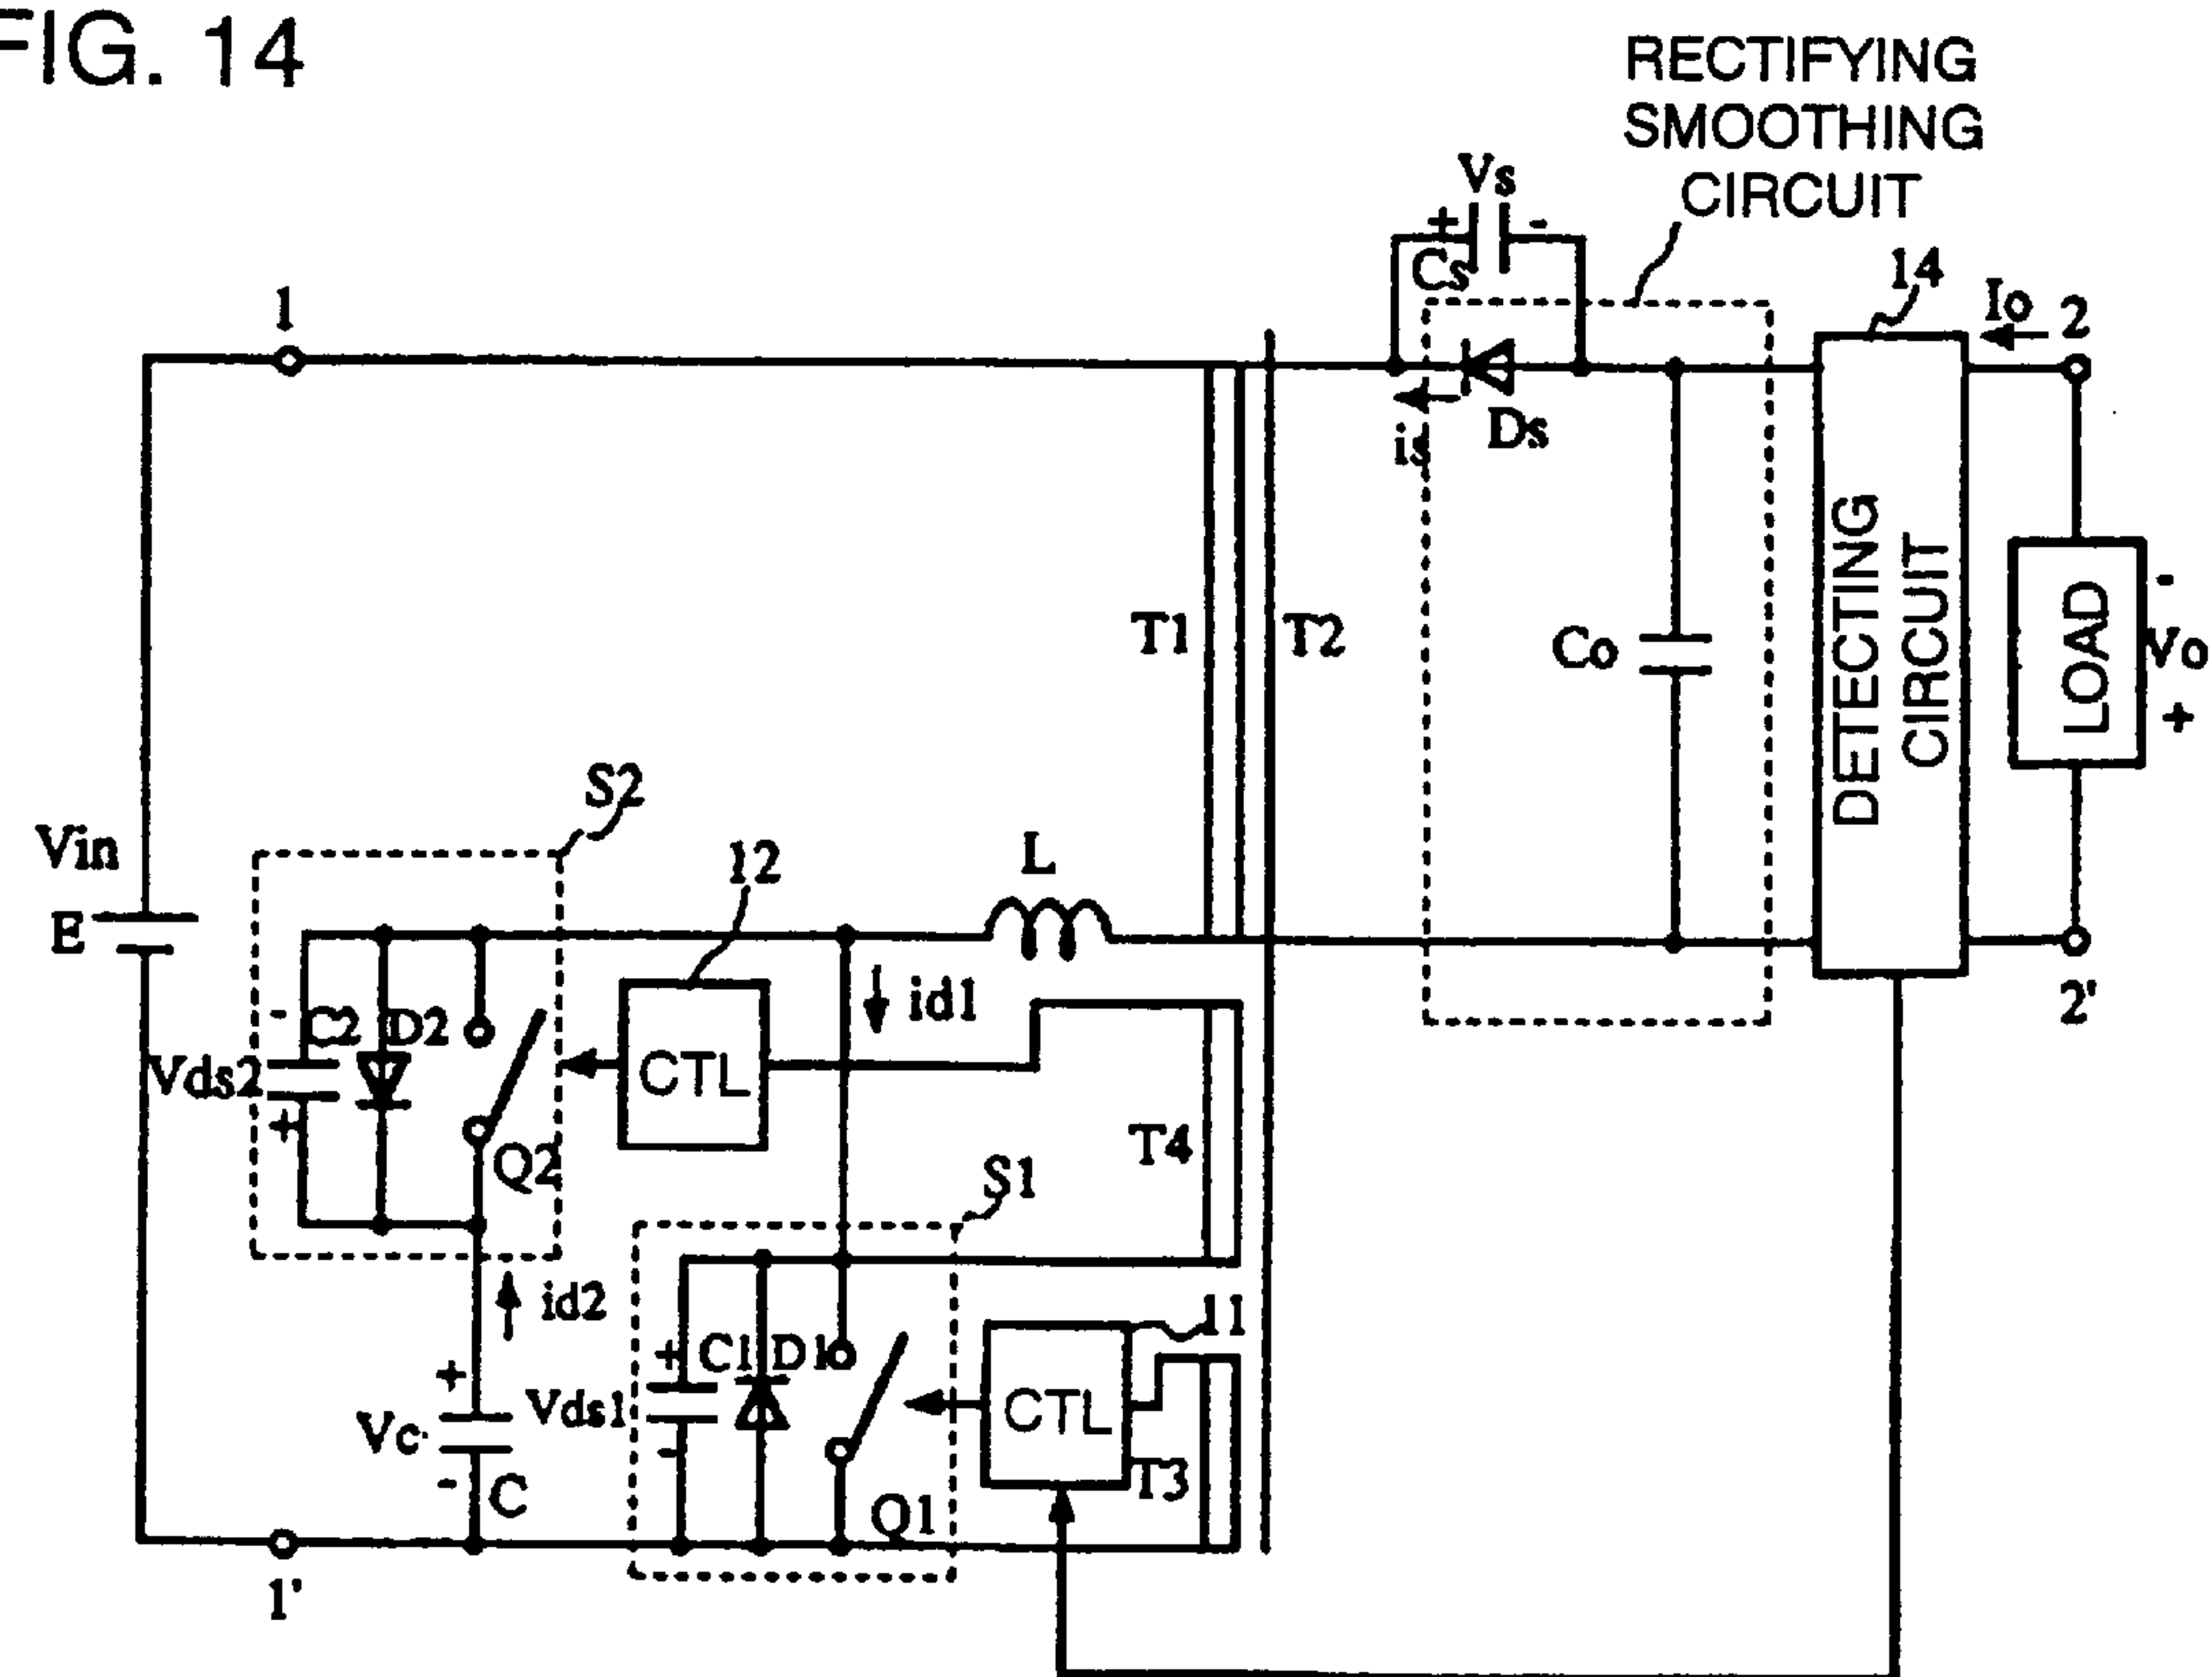 FIG. 14
RECTIFYING
SMOOTHING
CIRCUIT
Vs
+
-
Cs
14
Io
2
1
is
Ds
T1
T2
Co
DETECTING
CIRCUIT
LOAD
-
Vo
+
S2
Vin
12
L
E
id1
2'
-
C2
D2
Vds2
+
CTL
Q2
T4
S1
id2
11
+
C1
D1
+
Vds1
CTL
Vc
-
-
C
T3
Q1
1'